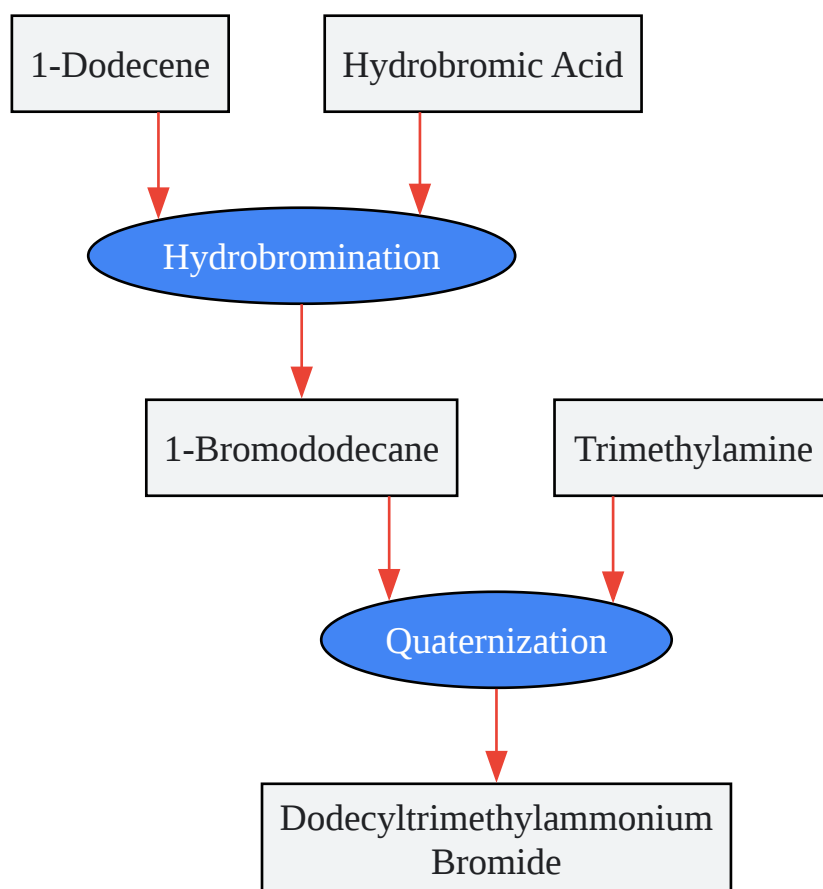 1-Dodecene
Hydrobromic Acid
Hydrobromination
1-Bromododecane
Trimethylamine
Quaternization
Dodecyltrimethylammonium
Bromide